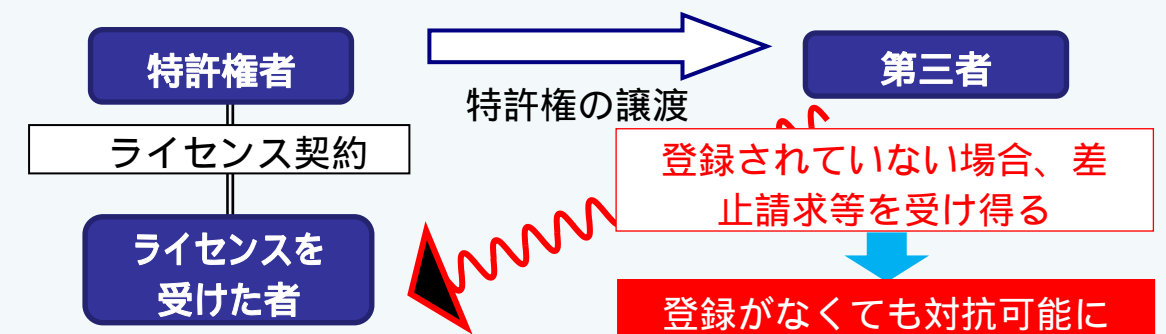 特許権者
第三者
特許権の譲渡
ライセンス契約
登録されていない場合、差
止請求等を受け得る
ライセンスを
受けた者
登録がなくても対抗可能に